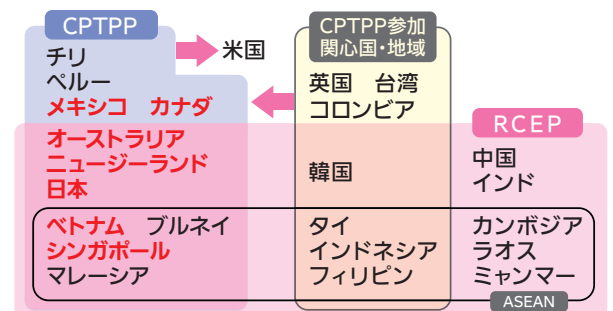 CPTPP
チリ
ペルー
メキシコ カナダ
オーストラリア
ニュージーランド
日本
ベトナム ブルネイ
シンガポール
マレーシア
米国
CPTPP参加
関心国・地域
英国 台湾
コロンビア
韓国
タイ
インドネシア
フィリピン
RCEP
中国
インド
カンボジア
ラオス
ミャンマー
ASEAN